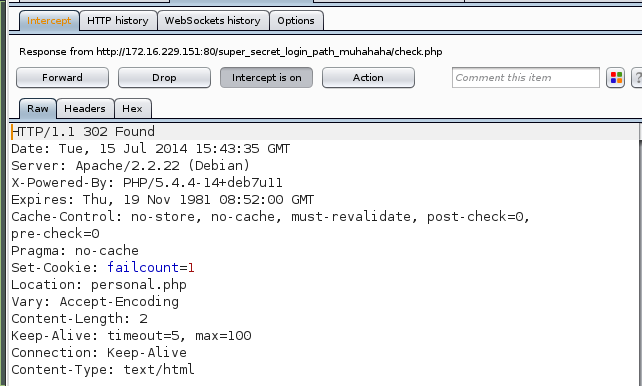 Intercept HTTP history WebSockets history Options
Response from http://172.16.229.151:80/super_secret_login_path_muhahaha/check.php
Forward Drop Intercept is on Action Comment this item ?
Raw Headers Hex
HTTP/1.1 302 Found
Date: Tue, 15 Jul 2014 15:43:35 GMT
Server: Apache/2.2.22 (Debian)
X-Powered-By: PHP/5.4.4-14+deb7u11
Expires: Thu, 19 Nov 1981 08:52:00 GMT
Cache-Control: no-store, no-cache, must-revalidate, post-check=0,
pre-check=0
Pragma: no-cache
Set-Cookie: failcount=1
Location: personal.php
Vary: Accept-Encoding
Content-Length: 2
Keep-Alive: timeout=5, max=100
Connection: Keep-Alive
Content-Type: text/html